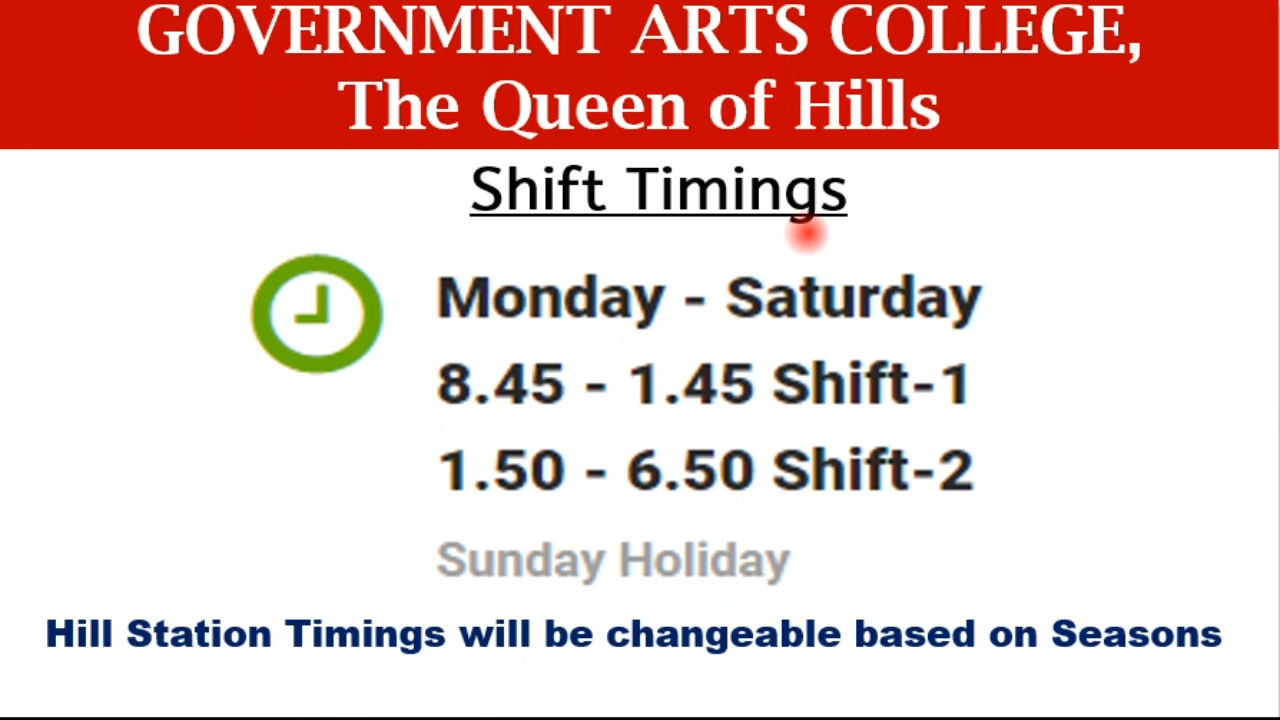 GOVERNMENT ARTS COLLEGE,
The Queen of Hills
Shift Timings
Monday - Saturday
8.45 - 1.45 Shift-1
1.50 - 6.50 Shift-2
Sunday Holiday
Hill Station Timings will be changeable based on Seasons